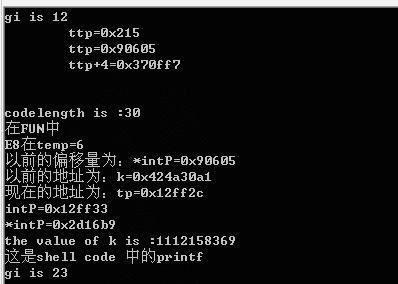 gi is 12
ttp=0x215
ttp=0x90605
ttp+4=0x370ff7
codelength is :30
在FUN中
E8在temp=6
以前的偏移量为：*intP=0x90605
以前的地址为：k=0x424a30a1
现在的地址为：tp=0x12ff2c
intP=0x12ff33
*intP=0x2d16b9
the value of k is :1112158369
这是shell code 中的printf
gi is 23